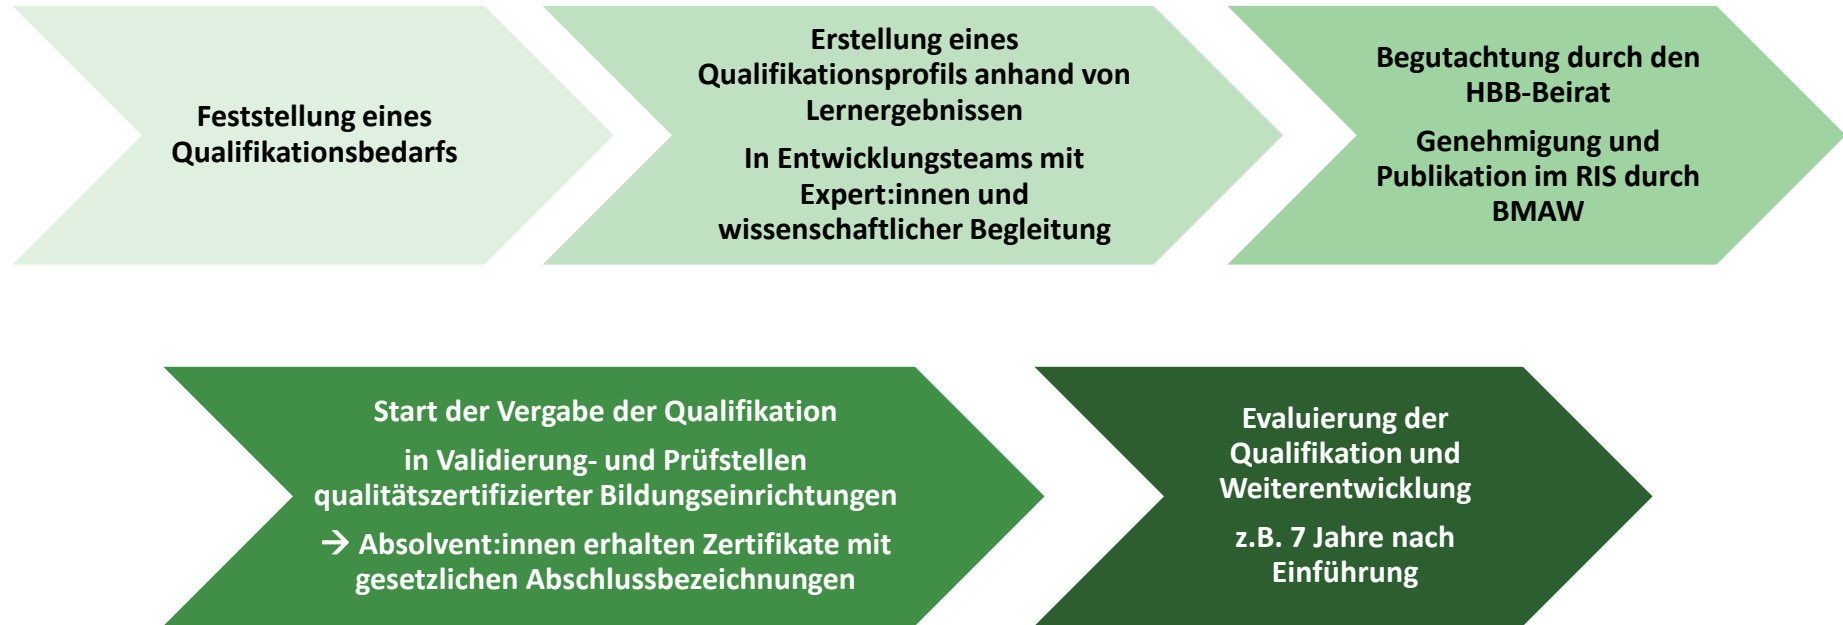 Feststellung eines
Qualifikationsbedarfs
Erstellung eines
Qualifikationsprofils anhand von
Lernergebnissen
In Entwicklungsteams mit
Expert:innen und
wissenschaftlicher Begleitung
Begutachtung durch den
HBB-Beirat
Genehmigung und
Publikation im RIS durch
BMAW
Start der Vergabe der Qualifikation
in Validierung- und Prüfstellen
qualitätszertifizierter Bildungseinrichtungen
→ Absolvent:innen erhalten Zertifikate mit
gesetzlichen Abschlussbezeichnungen
Evaluierung der
Qualifikation und
Weiterentwicklung
z.B. 7 Jahre nach
Einführung